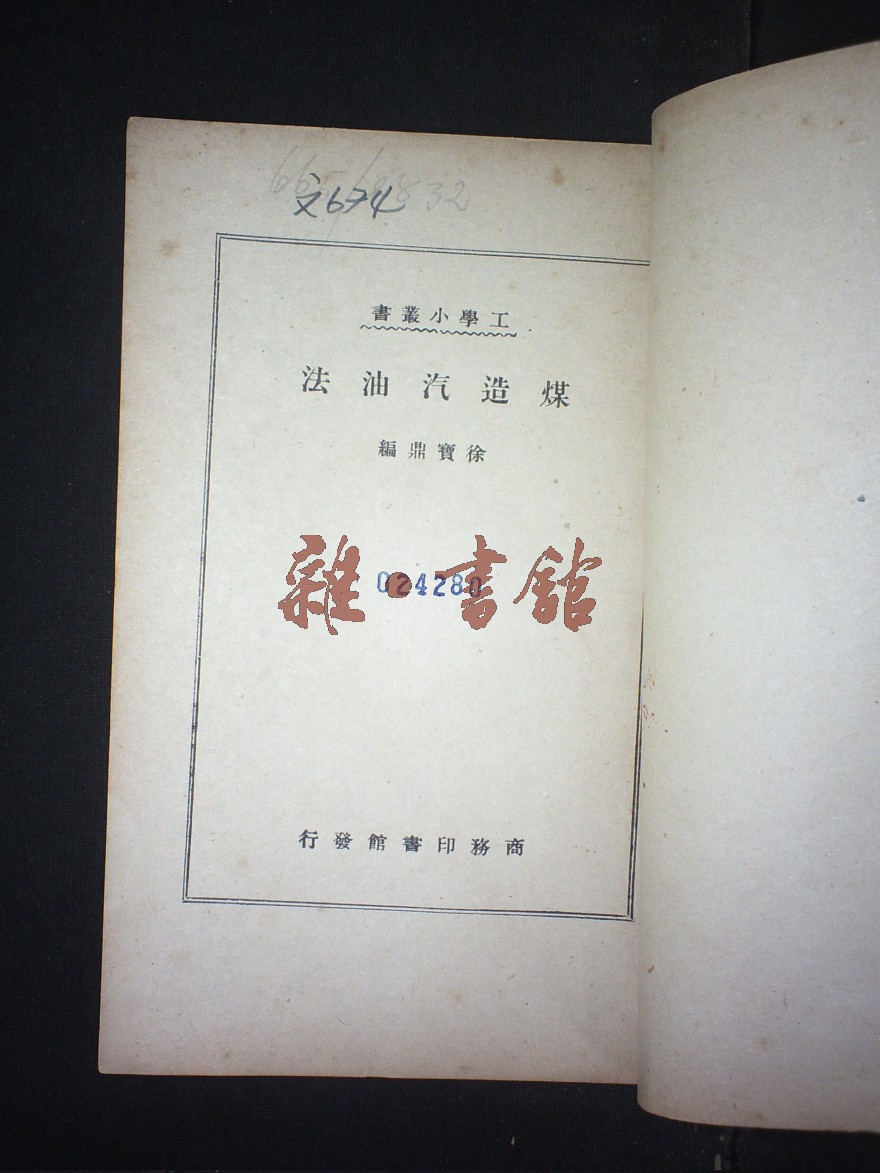 文674
工學小叢書
煤造汽油法
徐寶鼎編
雜·書館
024280
商務印書館發行